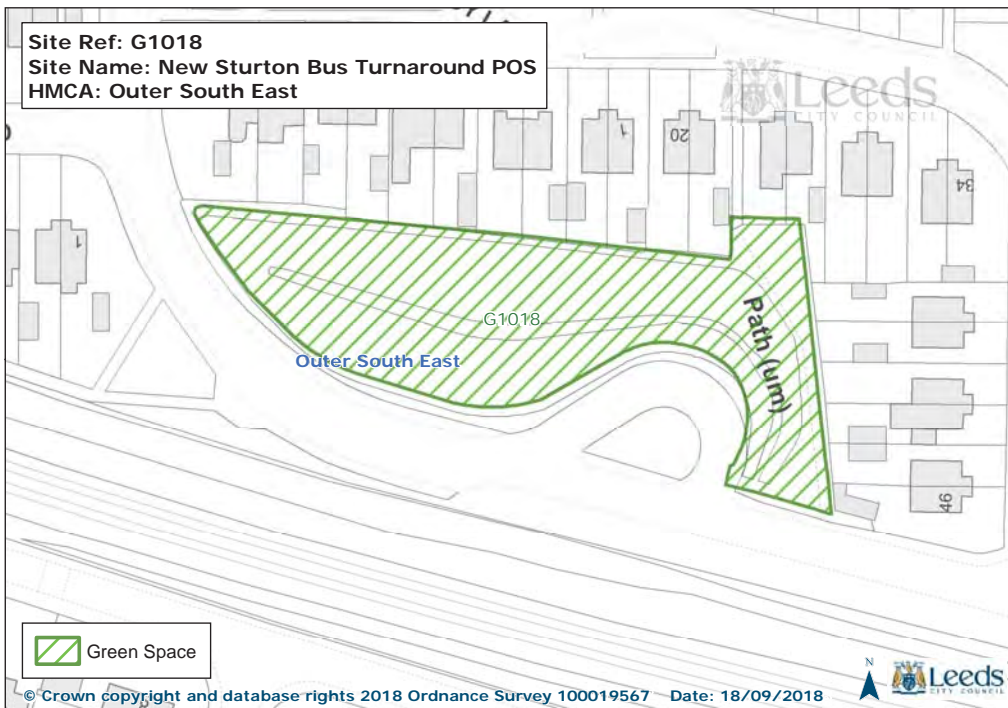 Site Ref: G1018
Site Name: New Sturton Bus Turnaround POS
HMCA: Outer South East
Leeds
CITY COUNCIL
1
20
34
1
G1018
Path (um)
Outer South East
46
Green Space
N
Leeds
CITY COUNCIL
© Crown copyright and database rights 2018 Ordnance Survey 100019567 Date: 18/09/2018